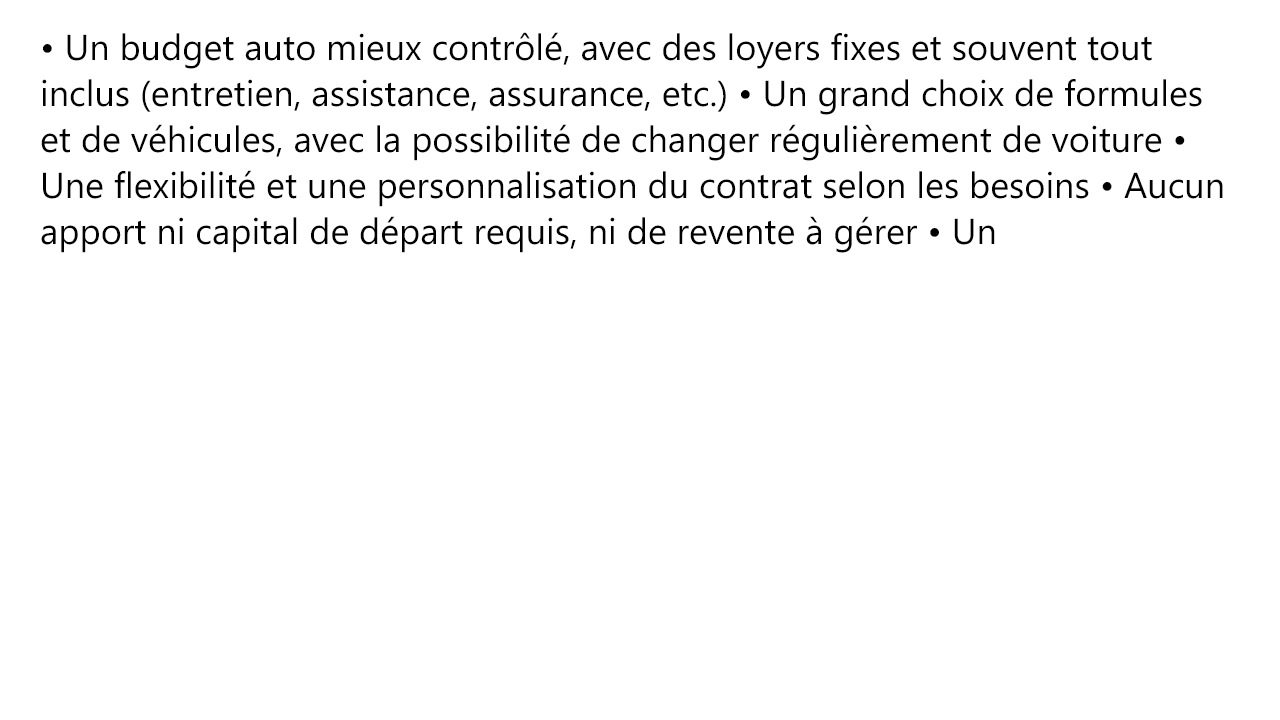 • Un budget auto mieux contrôlé, avec des loyers fixes et souvent tout
inclus (entretien, assistance, assurance, etc.) • Un grand choix de formules
et de véhicules, avec la possibilité de changer régulièrement de voiture •
Une flexibilité et une personnalisation du contrat selon les besoins • Aucun
apport ni capital de départ requis, ni de revente à gérer • Un